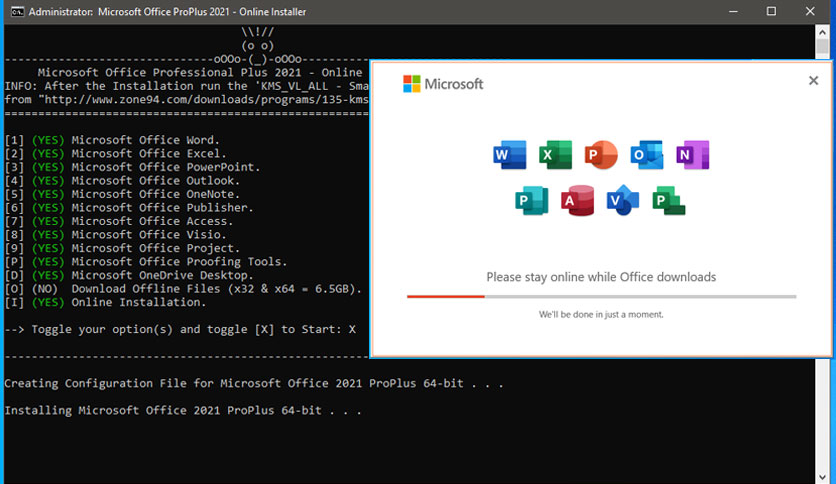 Administrator: Microsoft Office ProPlus 2021 - Online Installer
\\!//
(o o)
-----------------------------------oOOo-(_)-oOOo-----------------
Microsoft Office Professional Plus 2021 - Online
INFO: After the Installation run the 'KMS_VL_ALL - Sma
from "http://www.zone94.com/downloads/programs/135-kms
=======================================================
[1] (YES) Microsoft Office Word.
[2] (YES) Microsoft Office Excel.
[3] (YES) Microsoft Office PowerPoint.
[4] (YES) Microsoft Office Outlook.
[5] (YES) Microsoft Office OneNote.
[6] (YES) Microsoft Office Publisher.
[7] (YES) Microsoft Office Access.
[8] (YES) Microsoft Office Visio.
[9] (YES) Microsoft Office Project.
[P] (YES) Microsoft Office Proofing Tools.
[D] (YES) Microsoft OneDrive Desktop.
[O] (NO) Download Offline Files (x32 & x64 = 6.5GB).
[I] (YES) Online Installation.
--> Toggle your option(s) and toggle [X] to Start: X
-------------------------------------------------------
Creating Configuration File for Microsoft Office 2021 ProPlus 64-bit . . .
Installing Microsoft Office 2021 ProPlus 64-bit . . .
Microsoft
W X P O N
P A V P
Please stay online while Office downloads
We'll be done in just a moment.